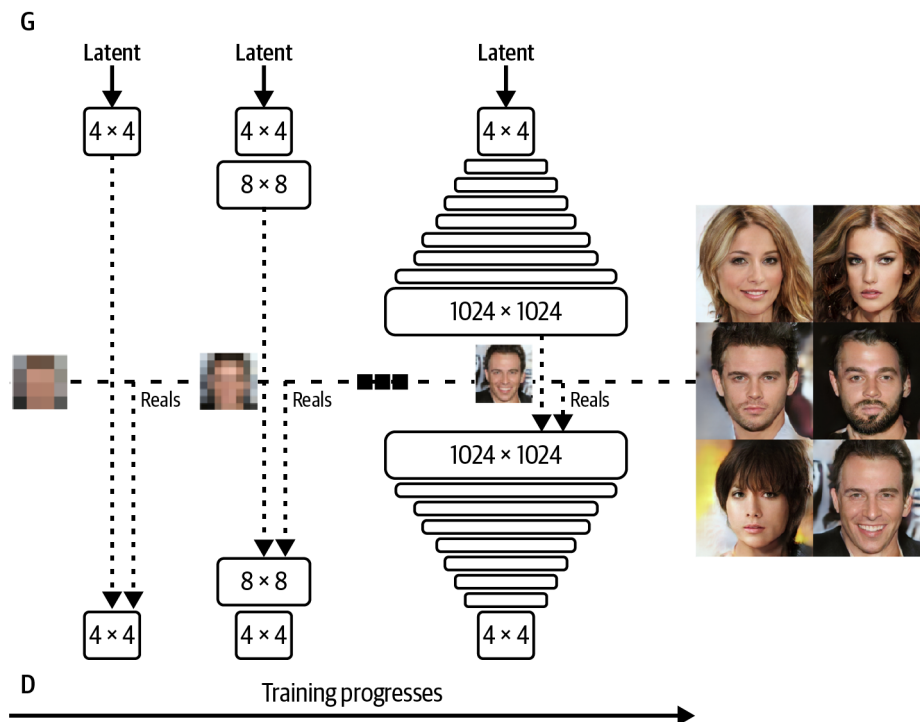 G
Latent
Latent
Latent
4 × 4
4 × 4
4 × 4
8 × 8
1024 × 1024
Reals
Reals
Reals
1024 × 1024
8 × 8
4 × 4
4 × 4
4 × 4
D
Training progresses